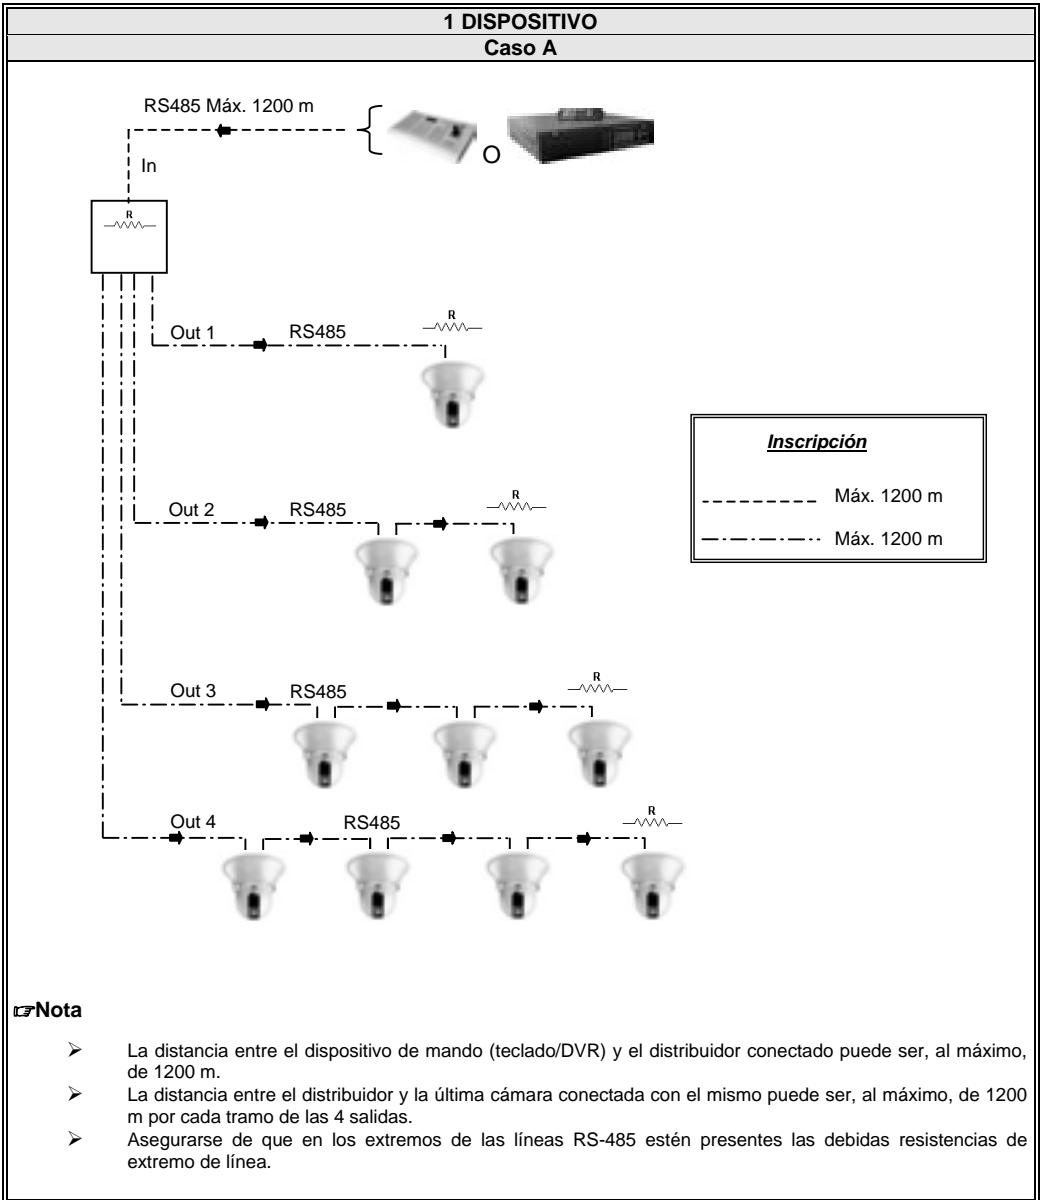 1 DISPOSITIVO
Caso A
RS485 Máx. 1200 m
O
In
R
Out 1
RS485
R
Out 2
RS485
R
Inscripción
Máx. 1200 m
Máx. 1200 m
Out 3
RS485
R
Out 4
RS485
R
☞Nota
➢ La distancia entre el dispositivo de mando (teclado/DVR) y el distribuidor conectado puede ser, al máximo,
de 1200 m.
➢ La distancia entre el distribuidor y la última cámara conectada con el mismo puede ser, al máximo, de 1200
m por cada tramo de las 4 salidas.
➢ Asegurarse de que en los extremos de las líneas RS-485 estén presentes las debidas resistencias de
extremo de línea.